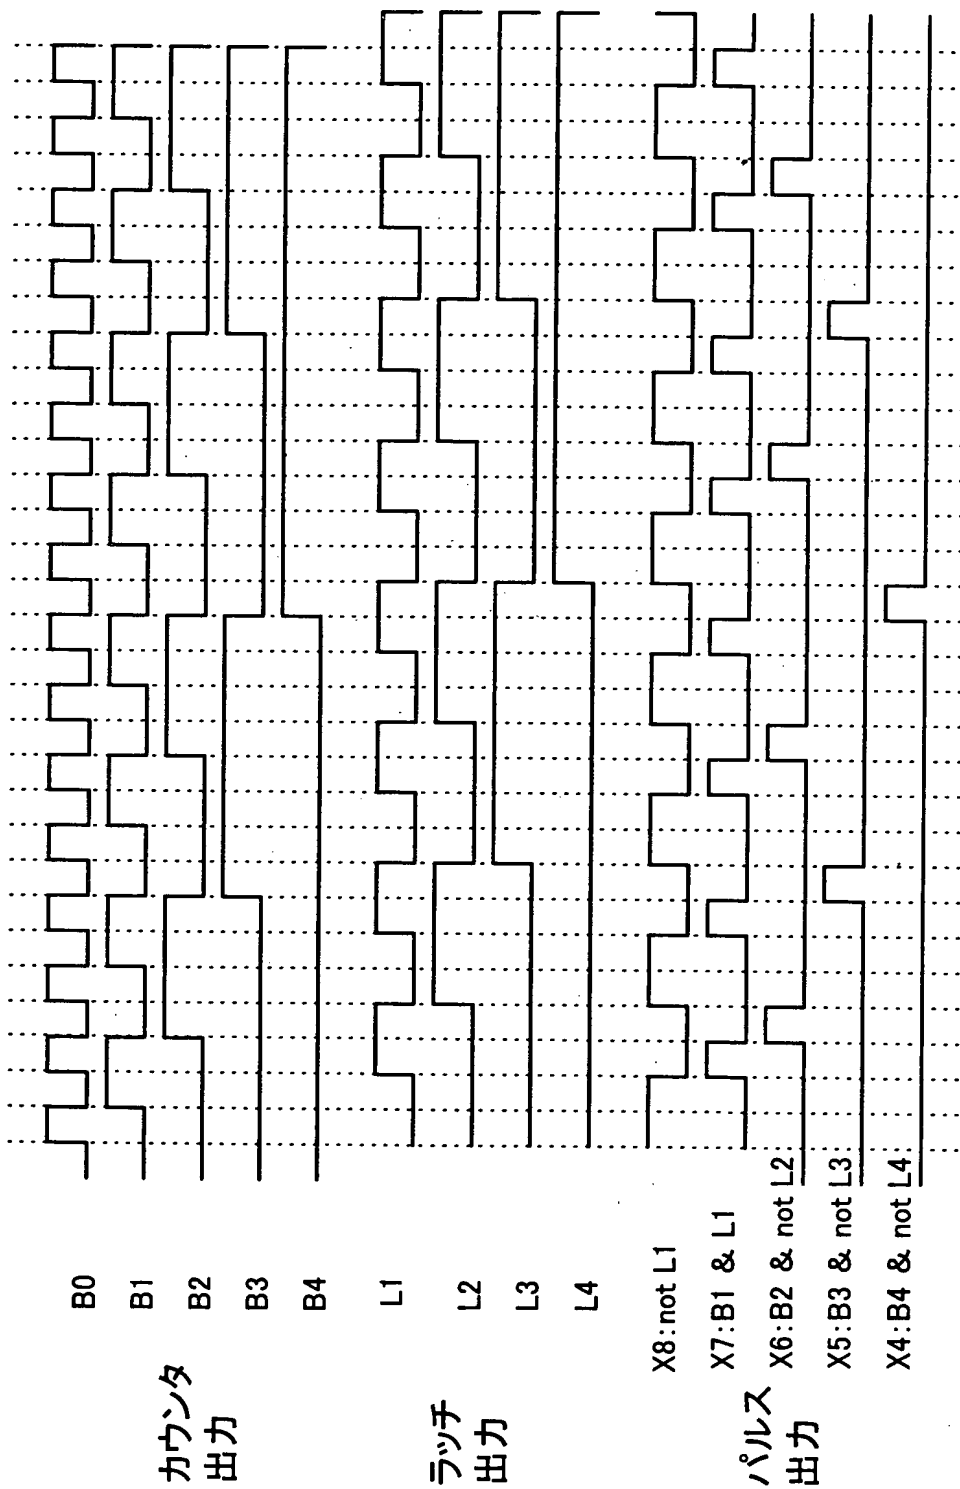 カウンタ
出力
B0
B1
B2
B3
B4
ラッチ
出力
L1
L2
L3
L4
パルス
出力
X8:not L1
X7:B1 & L1
X6:B2 & not L2
X5:B3 & not L3
X4:B4 & not L4